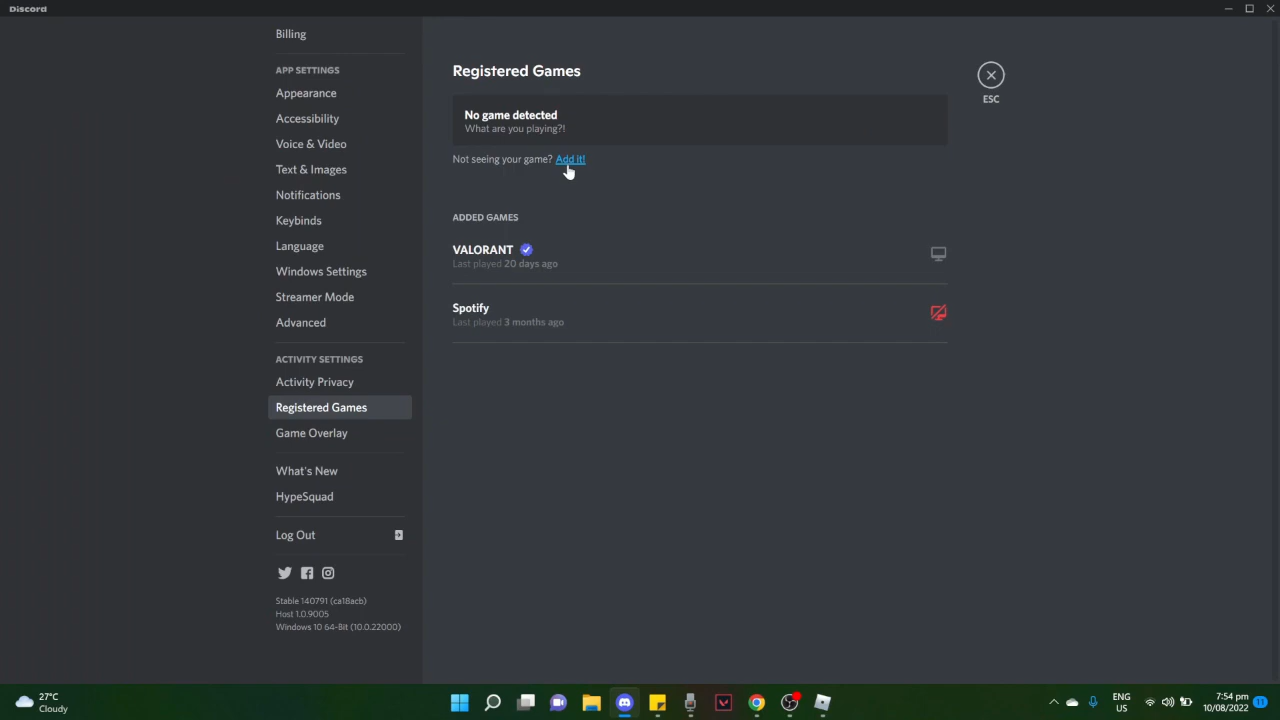 Discord
Billing
APP SETTINGS
Appearance
Accessibility
Voice & Video
Text & Images
Notifications
Keybinds
Language
Windows Settings
Streamer Mode
Advanced
ACTIVITY SETTINGS
Activity Privacy
Registered Games
Game Overlay
What's New
HypeSquad
Log Out
Stable 140791 (ca18acb)
Host 1.0.9005
Windows 10 64-Bit (10.0.22000)
Registered Games
No game detected
What are you playing?!
Not seeing your game? Add it!
ADDED GAMES
VALORANT
Last played 20 days ago
Spotify
Last played 3 months ago
ESC
27°C
Cloudy
ENG
US
7:54 pm
10/08/2022
11